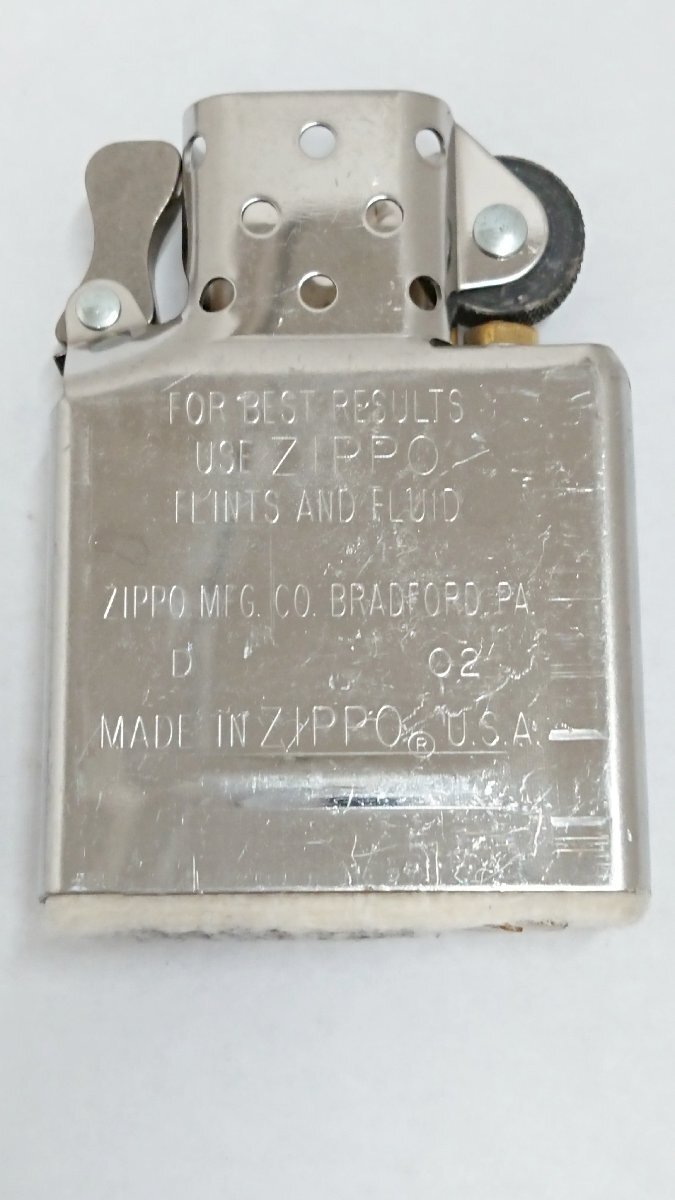 FOR BEST RESULTS
USE ZIPPO
FLINTS AND FLUID
ZIPPO MFG. CO. BRADFORD, PA.
D 02
MADE IN ZIPPO® U.S.A.